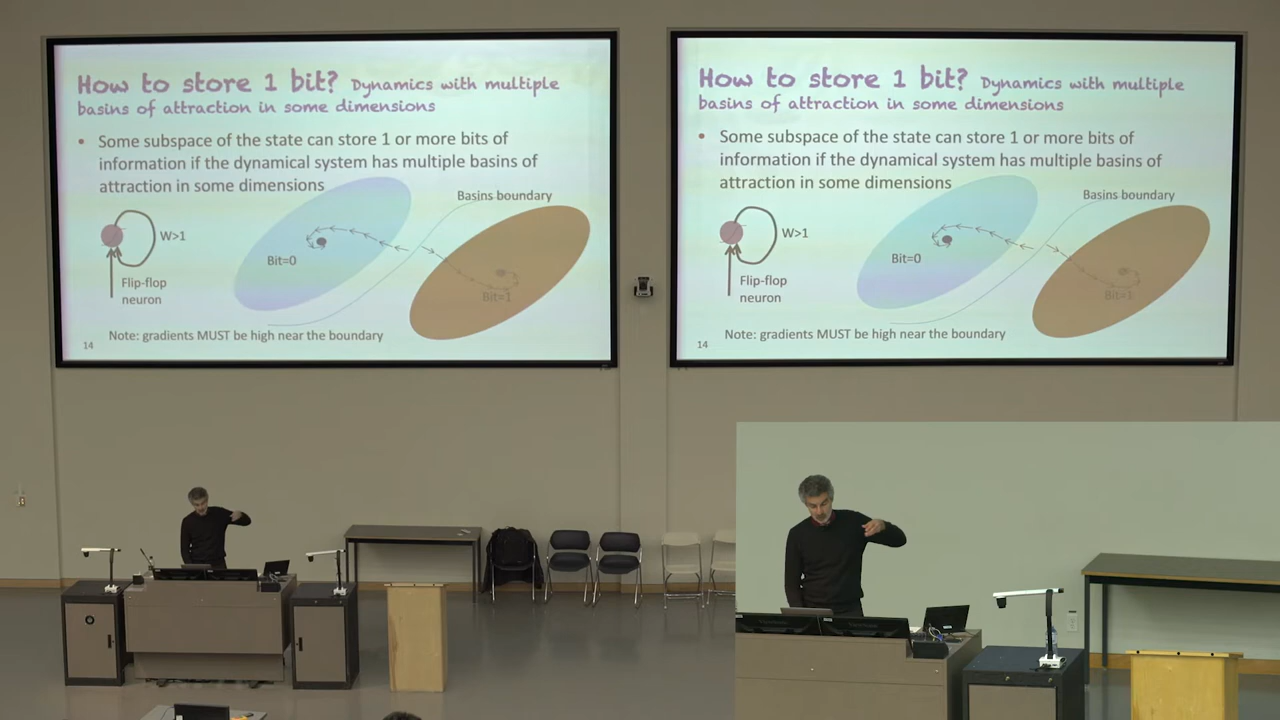 How to store 1 bit? Dynamics with multiple
basins of attraction in some dimensions
• Some subspace of the state can store 1 or more bits of
information if the dynamical system has multiple basins of
attraction in some dimensions
Basins boundary
W>1
Bit=0
Flip-flop
neuron
Bit=1
Note: gradients MUST be high near the boundary
14
How to store 1 bit? Dynamics with multiple
basins of attraction in some dimensions
• Some subspace of the state can store 1 or more bits of
information if the dynamical system has multiple basins of
attraction in some dimensions
Basins boundary
W>1
Bit=0
Flip-flop
neuron
Bit=1
Note: gradients MUST be high near the boundary
14